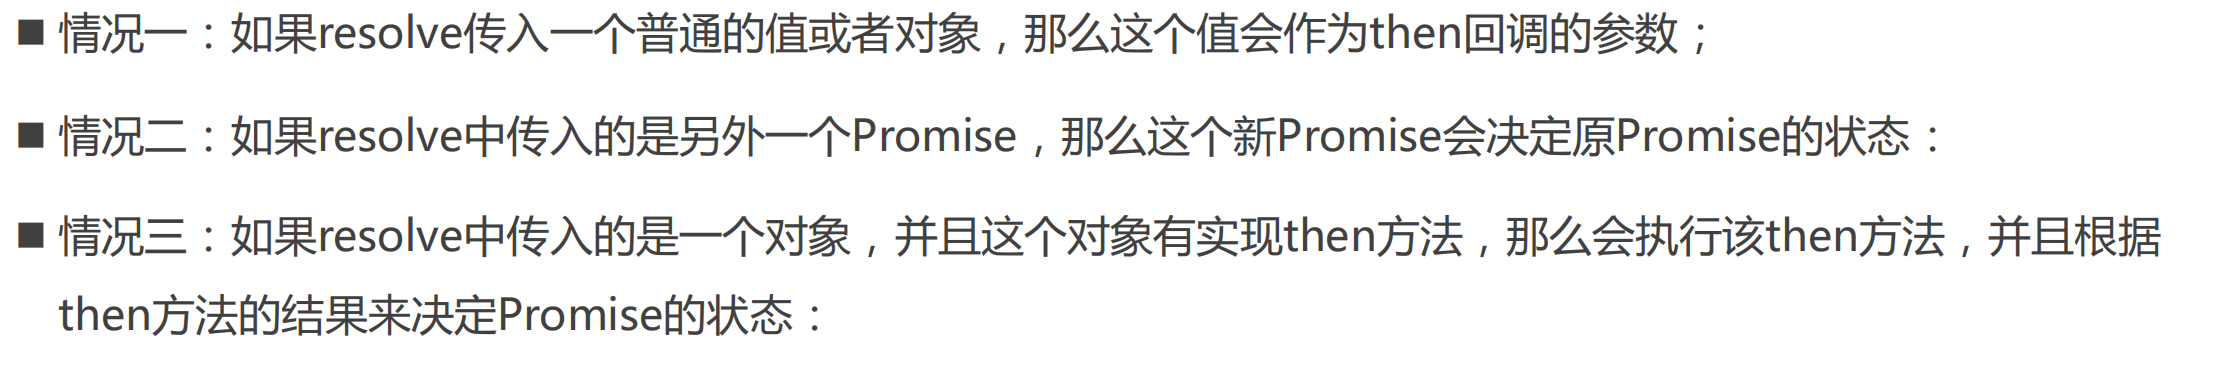 ■ 情况一：如果resolve传入一个普通的值或者对象，那么这个值会作为then回调的参数；
■ 情况二：如果resolve中传入的是另外一个Promise，那么这个新Promise会决定原Promise的状态：
■ 情况三：如果resolve中传入的是一个对象，并且这个对象有实现then方法，那么会执行该then方法，并且根据
then方法的结果来决定Promise的状态：